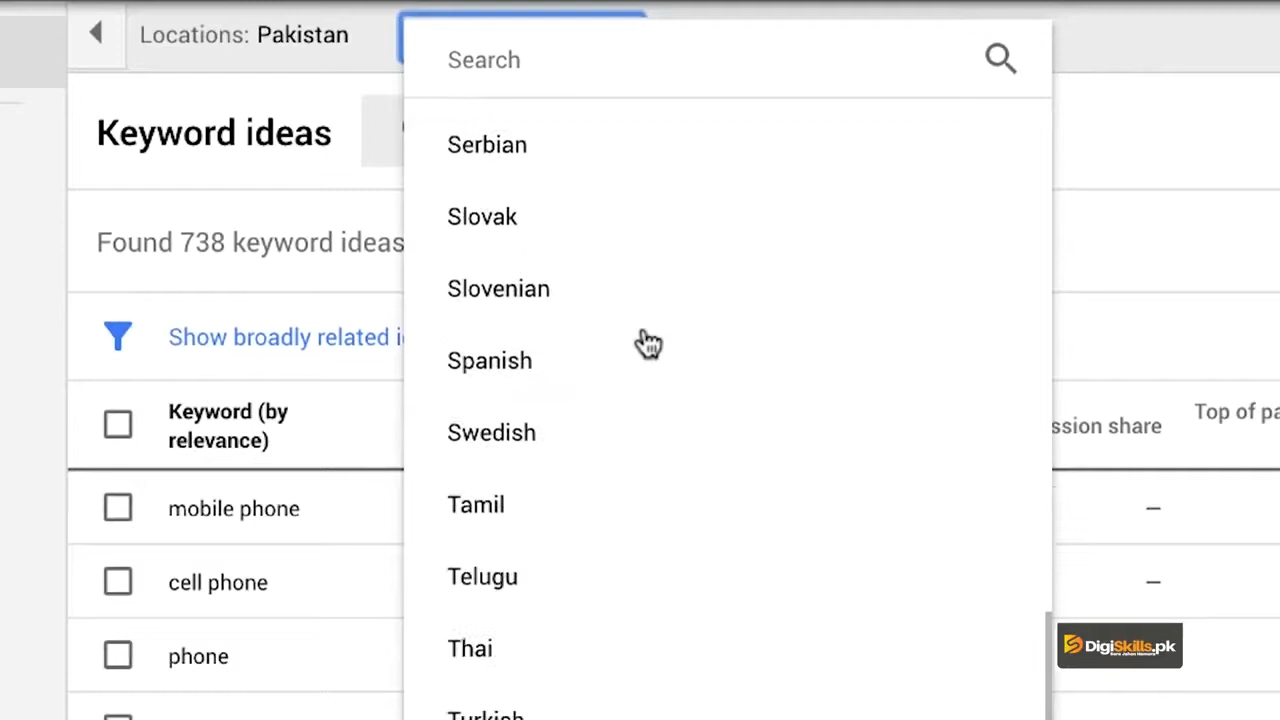 Locations: Pakistan
Search
Keyword ideas
Serbian
Slovak
Found 738 keyword ideas
Slovenian
Show broadly related i
Spanish
Keyword (by
relevance)
Swedish
ssion share
Top of pa
mobile phone
Tamil
–
cell phone
Telugu
–
phone
Thai
DigiSkills.pk
Turkish